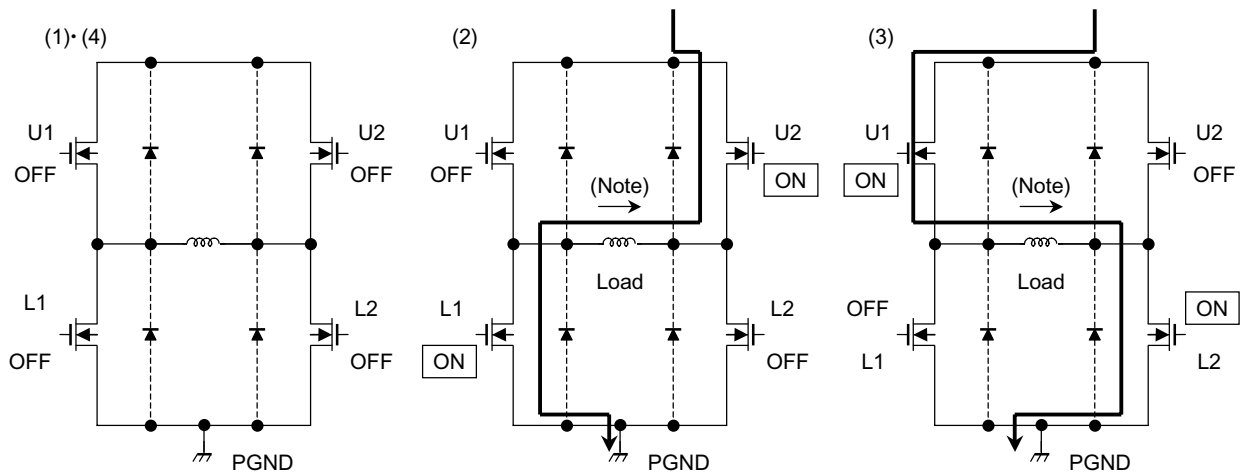 (1)• (4)
U1
OFF
U2
OFF
L1
OFF
L2
OFF
PGND
(2)
U1
OFF
U2
ON
(Note)
Load
L1
ON
L2
OFF
PGND
(3)
U1
ON
U2
OFF
(Note)
Load
OFF
L1
ON
L2
PGND